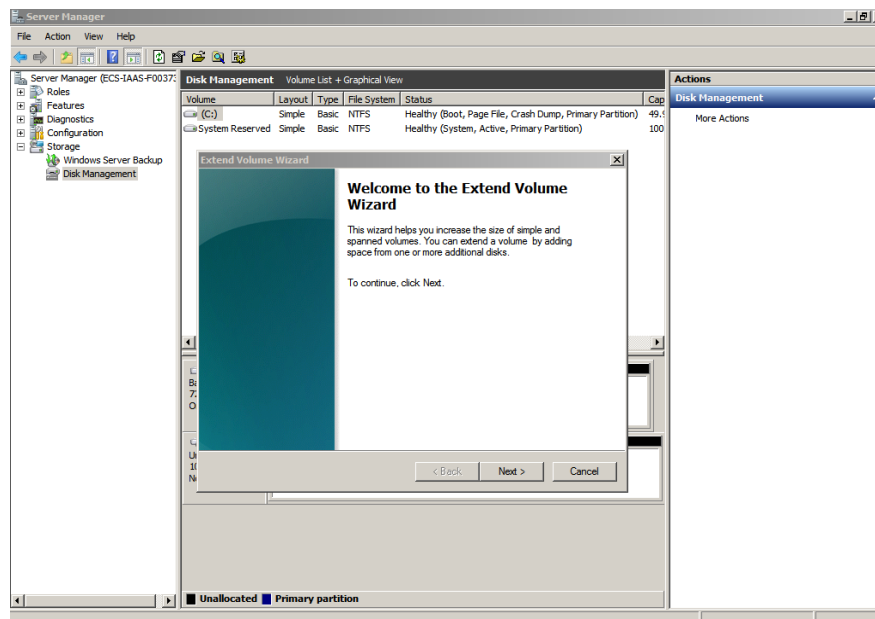 Server Manager
File Action View Help
Server Manager (ECS-IAAS-F00373
Roles
Features
Diagnostics
Configuration
Storage
Windows Server Backup
Disk Management
Disk Management Volume List + Graphical View
Volume Layout Type File System Status Cap
(C:) Simple Basic NTFS Healthy (Boot, Page File, Crash Dump, Primary Partition) 49.9
System Reserved Simple Basic NTFS Healthy (System, Active, Primary Partition) 100
Extend Volume Wizard
Welcome to the Extend Volume
Wizard
This wizard helps you increase the size of simple and
spanned volumes. You can extend a volume by adding
space from one or more additional disks.
To continue, click Next.
< Back Next > Cancel
Unallocated Primary partition
Actions
Disk Management
More Actions